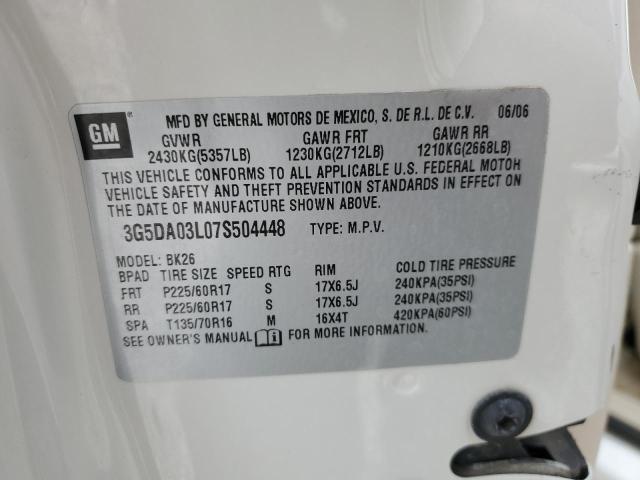 GM®
MFD BY GENERAL MOTORS DE MEXICO, S. DE R.L. DE C.V. 06/06
GVWR GAWR FRT GAWR RR
2430KG(5357LB) 1230KG(2712LB) 1210KG(2668LB)
THIS VEHICLE CONFORMS TO ALL APPLICABLE U.S. FEDERAL MOTOR
VEHICLE SAFETY AND THEFT PREVENTION STANDARDS IN EFFECT ON
THE DATE OF MANUFACTURE SHOWN ABOVE.
3G5DA03L07S504448 TYPE: M.P.V.
MODEL: BK26
BPAD TIRE SIZE SPEED RTG RIM COLD TIRE PRESSURE
FRT P225/60R17 S 17X6.5J 240KPA(35PSI)
RR P225/60R17 S 17X6.5J 240KPA(35PSI)
SPA T135/70R16 M 16X4T 420KPA(60PSI)
SEE OWNER'S MANUAL FOR MORE INFORMATION.